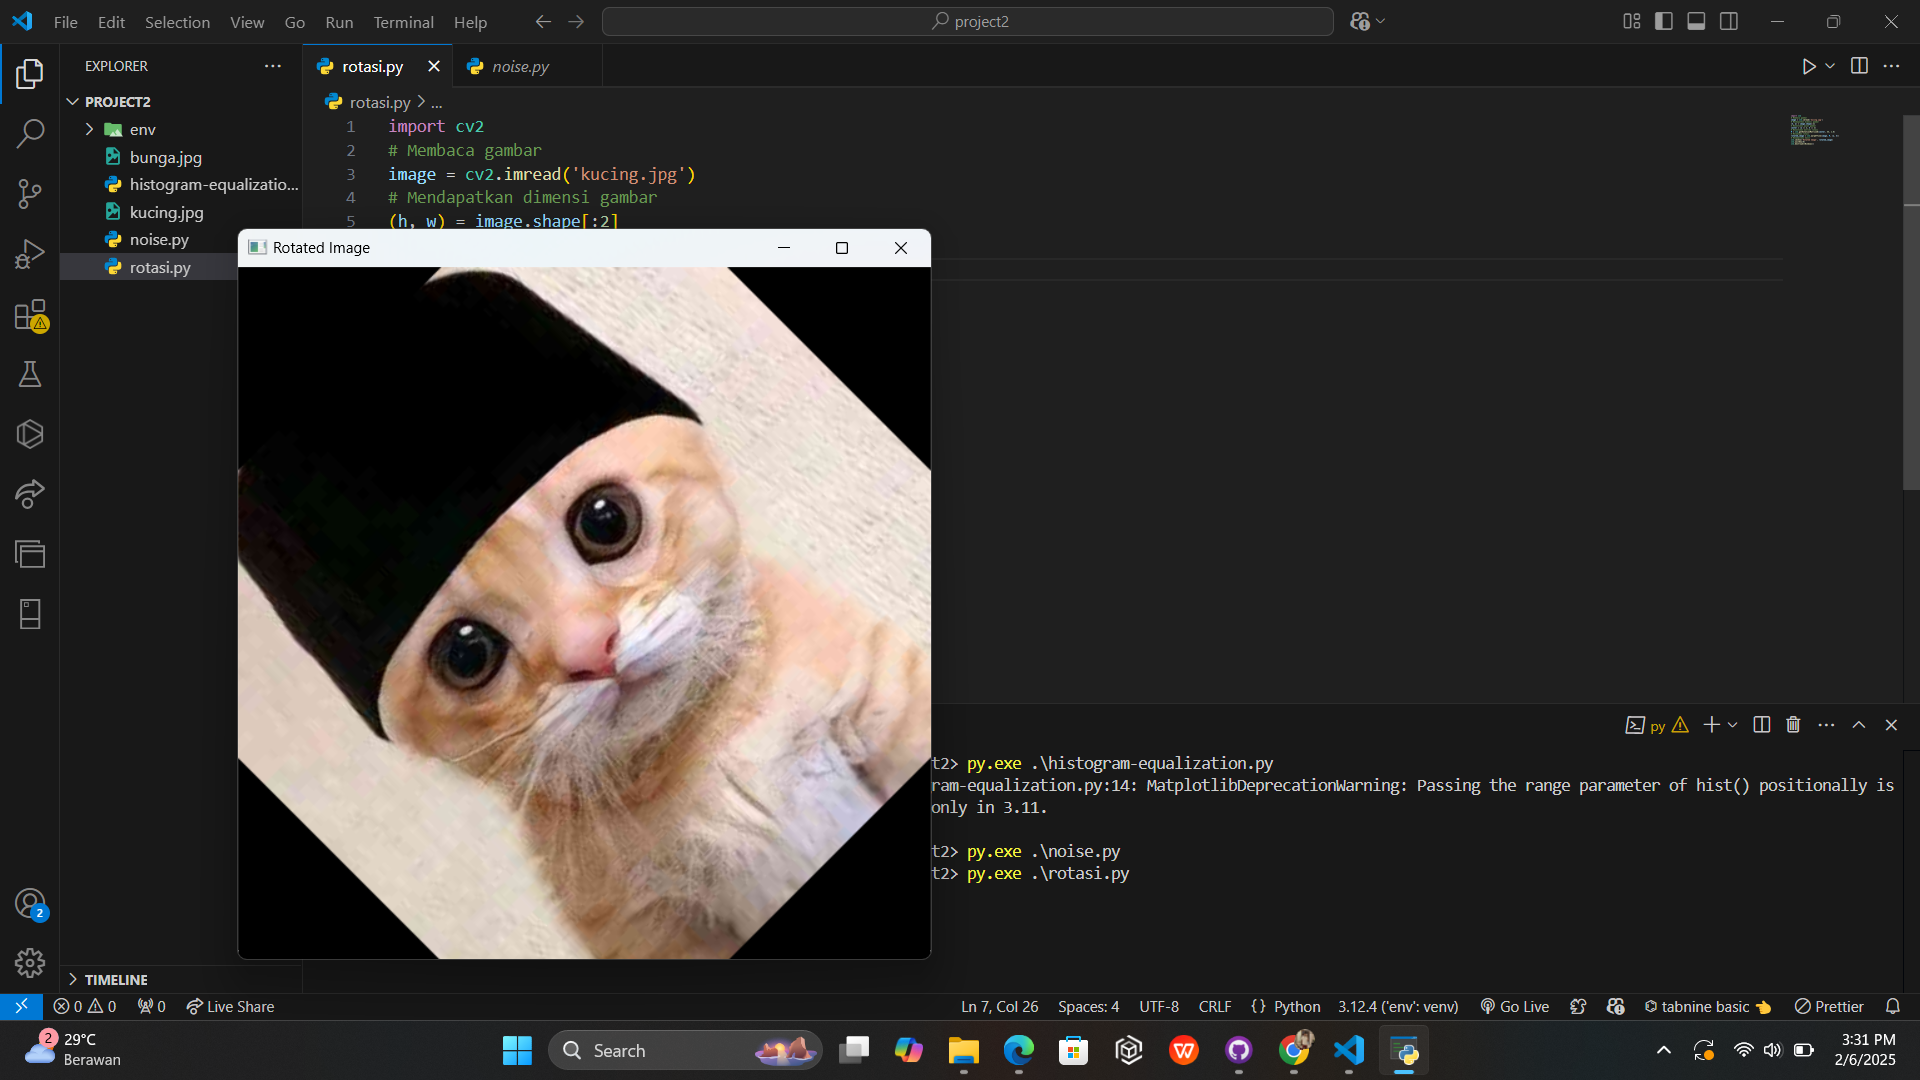 File Edit Selection View Go Run Terminal Help
project2
EXPLORER
rotasi.py
noise.py
PROJECT2
rotasi.py > ...
env
bunga.jpg
histogram-equalizatio...
kucing.jpg
noise.py
rotasi.py
1 import cv2
2 # Membaca gambar
3 image = cv2.imread('kucing.jpg')
4 # Mendapatkan dimensi gambar
5 (h, w) = image.shape[:2]
Rotated Image
py
t2> py.exe .\histogram-equalization.py
ram-equalization.py:14: MatplotlibDeprecationWarning: Passing the range parameter of hist() positionally is
only in 3.11.
t2> py.exe .\noise.py
t2> py.exe .\rotasi.py
2
TIMELINE
0 0 0 Live Share Ln 7, Col 26 Spaces: 4 UTF-8 CRLF {} Python 3.12.4 ('env': venv) Go Live tabnine basic Prettier
2
29°C
Berawan
Search
3:31 PM
2/6/2025